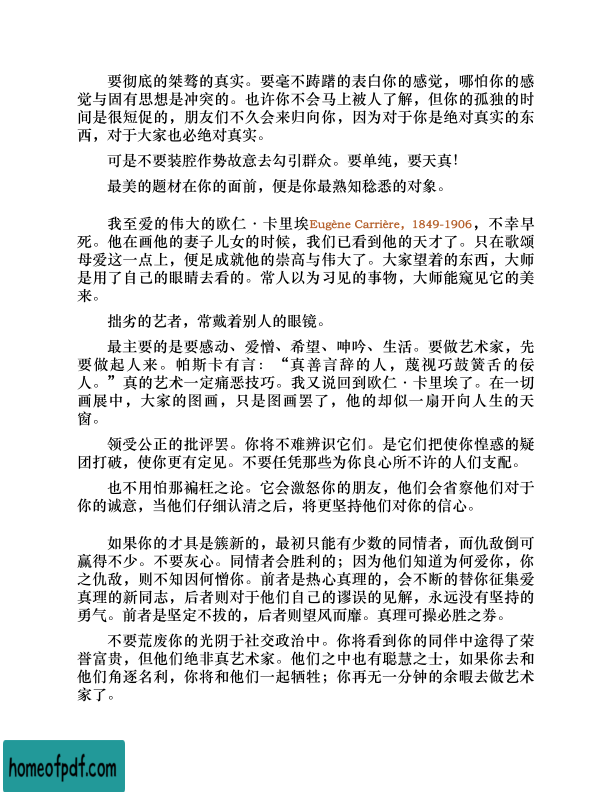 要彻底的桀骜的真实。要毫不踌躇的表白你的感觉，哪怕你的感
觉与固有思想是冲突的。也许你不会马上被人了解，但你的孤独的时
间是很短促的，朋友们不久会来归向你，因为对于你是绝对真实的东
西，对于大家也必绝对真实。
可是不要装腔作势故意去勾引群众。要单纯，要天真！
最美的题材在你的面前，便是你最熟知稔悉的对象。
我至爱的伟大的欧仁·卡里埃Eugène Carrière，1849-1906，不幸早
死。他在画他的妻子儿女的时候，我们已看到他的天才了。只在歌颂
母爱这一点上，便足成就他的崇高与伟大了。大家望着的东西，大师
是用了自己的眼睛去看的。常人以为习见的事物，大师能窥见它的美
来。
拙劣的艺者，常戴着别人的眼镜。
最主要的是要感动、爱憎、希望、呻吟、生活。要做艺术家，先
要做起人来。帕斯卡有言：“真善言辞的人，蔑视巧鼓簧舌的佞
人。”真的艺术一定痛恶技巧。我又说回到欧仁·卡里埃了。在一切
画展中，大家的图画，只是图画罢了，他的却似一扇开向人生的天
窗。
领受公正的批评罢。你将不难辨识它们。是它们把使你惶惑的疑
团打破，使你更有定见。不要任凭那些为你良心所不许的人们支配。
也不用怕那褊枉之论。它会激怒你的朋友，他们会省察他们对于
你的诚意，当他们仔细认清之后，将更坚持他们对你的信心。
如果你的才具是簇新的，最初只能有少数的同情者，而仇敌倒可
赢得不少。不要灰心。同情者会胜利的；因为他们知道为何爱你，你
之仇敌，则不知因何憎你。前者是热心真理的，会不断的替你征集爱
真理的新同志，后者则对于他们自己的谬误的见解，永远没有坚持的
勇气。前者是坚定不拔的，后者则望风而靡。真理可操必胜之券。
不要荒废你的光阴于社交政治中。你将看到你的同伴中途得了荣
誉富贵，但他们绝非真艺术家。他们之中也有聪慧之士，如果你去和
他们角逐名利，你将和他们一起牺牲；你再无一分钟的余暇去做艺术
家了。
homeofpdf.com